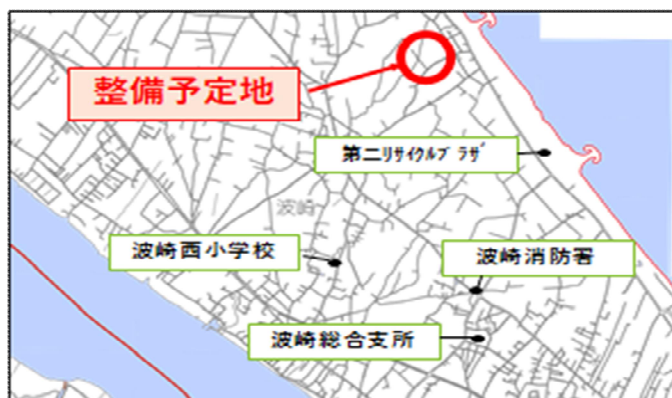 整備予定地
第二ﾘｻｲｸﾙﾌﾟﾗｻﾞ
波崎
波崎西小学校
波崎消防署
波崎総合支所